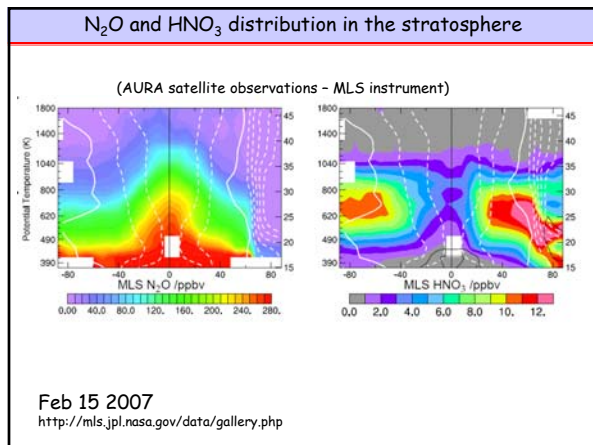 N₂O and HNO₃ distribution in the stratosphere
(AURA satellite observations – MLS instrument)
Potential Temperature (K)
1800
1400
1040
800
620
490
390
45
40
35
30
25
20
15
-80 -40 0 40 80
MLS N₂O /ppbv
0.00 40.0 80.0 120. 160. 200. 240. 280.
1800
1400
1040
800
620
490
390
45
40
35
30
25
20
15
-80 -40 0 40 80
MLS HNO₃ /ppbv
0.0 2.0 4.0 6.0 8.0 10. 12.
Feb 15 2007
http://mls.jpl.nasa.gov/data/gallery.php